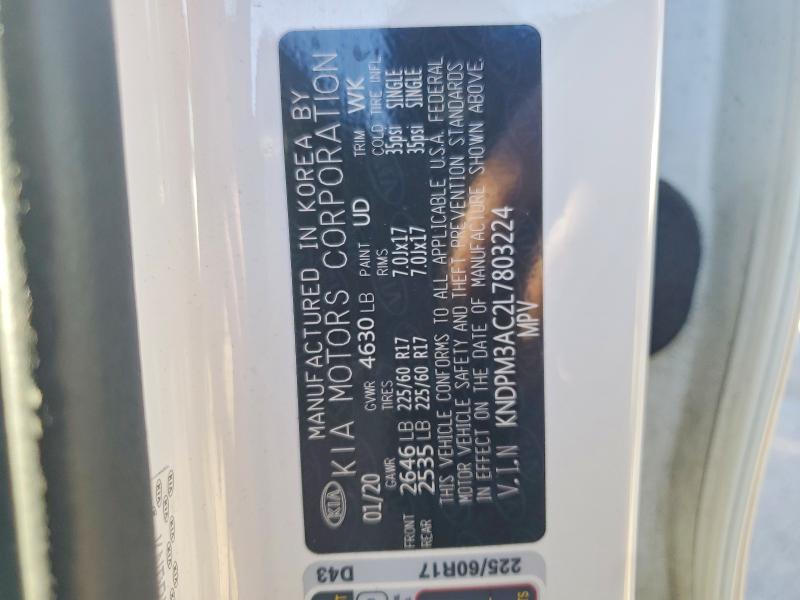 MANUFACTURED IN KOREA BY
KIA KIA MOTORS CORPORATION
01/20 GVWR 4630 LB PAINT UD TRIM WK
GAWR TIRES RIMS COLD TIRE INFL.
FRONT 2646 LB 225/60 R17 7.0JX17 35psi SINGLE
REAR 2535 LB 225/60 R17 7.0JX17 35psi SINGLE
THIS VEHICLE CONFORMS TO ALL APPLICABLE U.S.A. FEDERAL
MOTOR VEHICLE SAFETY AND THEFT PREVENTION STANDARDS
IN EFFECT ON THE DATE OF MANUFACTURE SHOWN ABOVE.
V.I.N KNDPM3AC2L7803224
MPV
D43
225/60R17